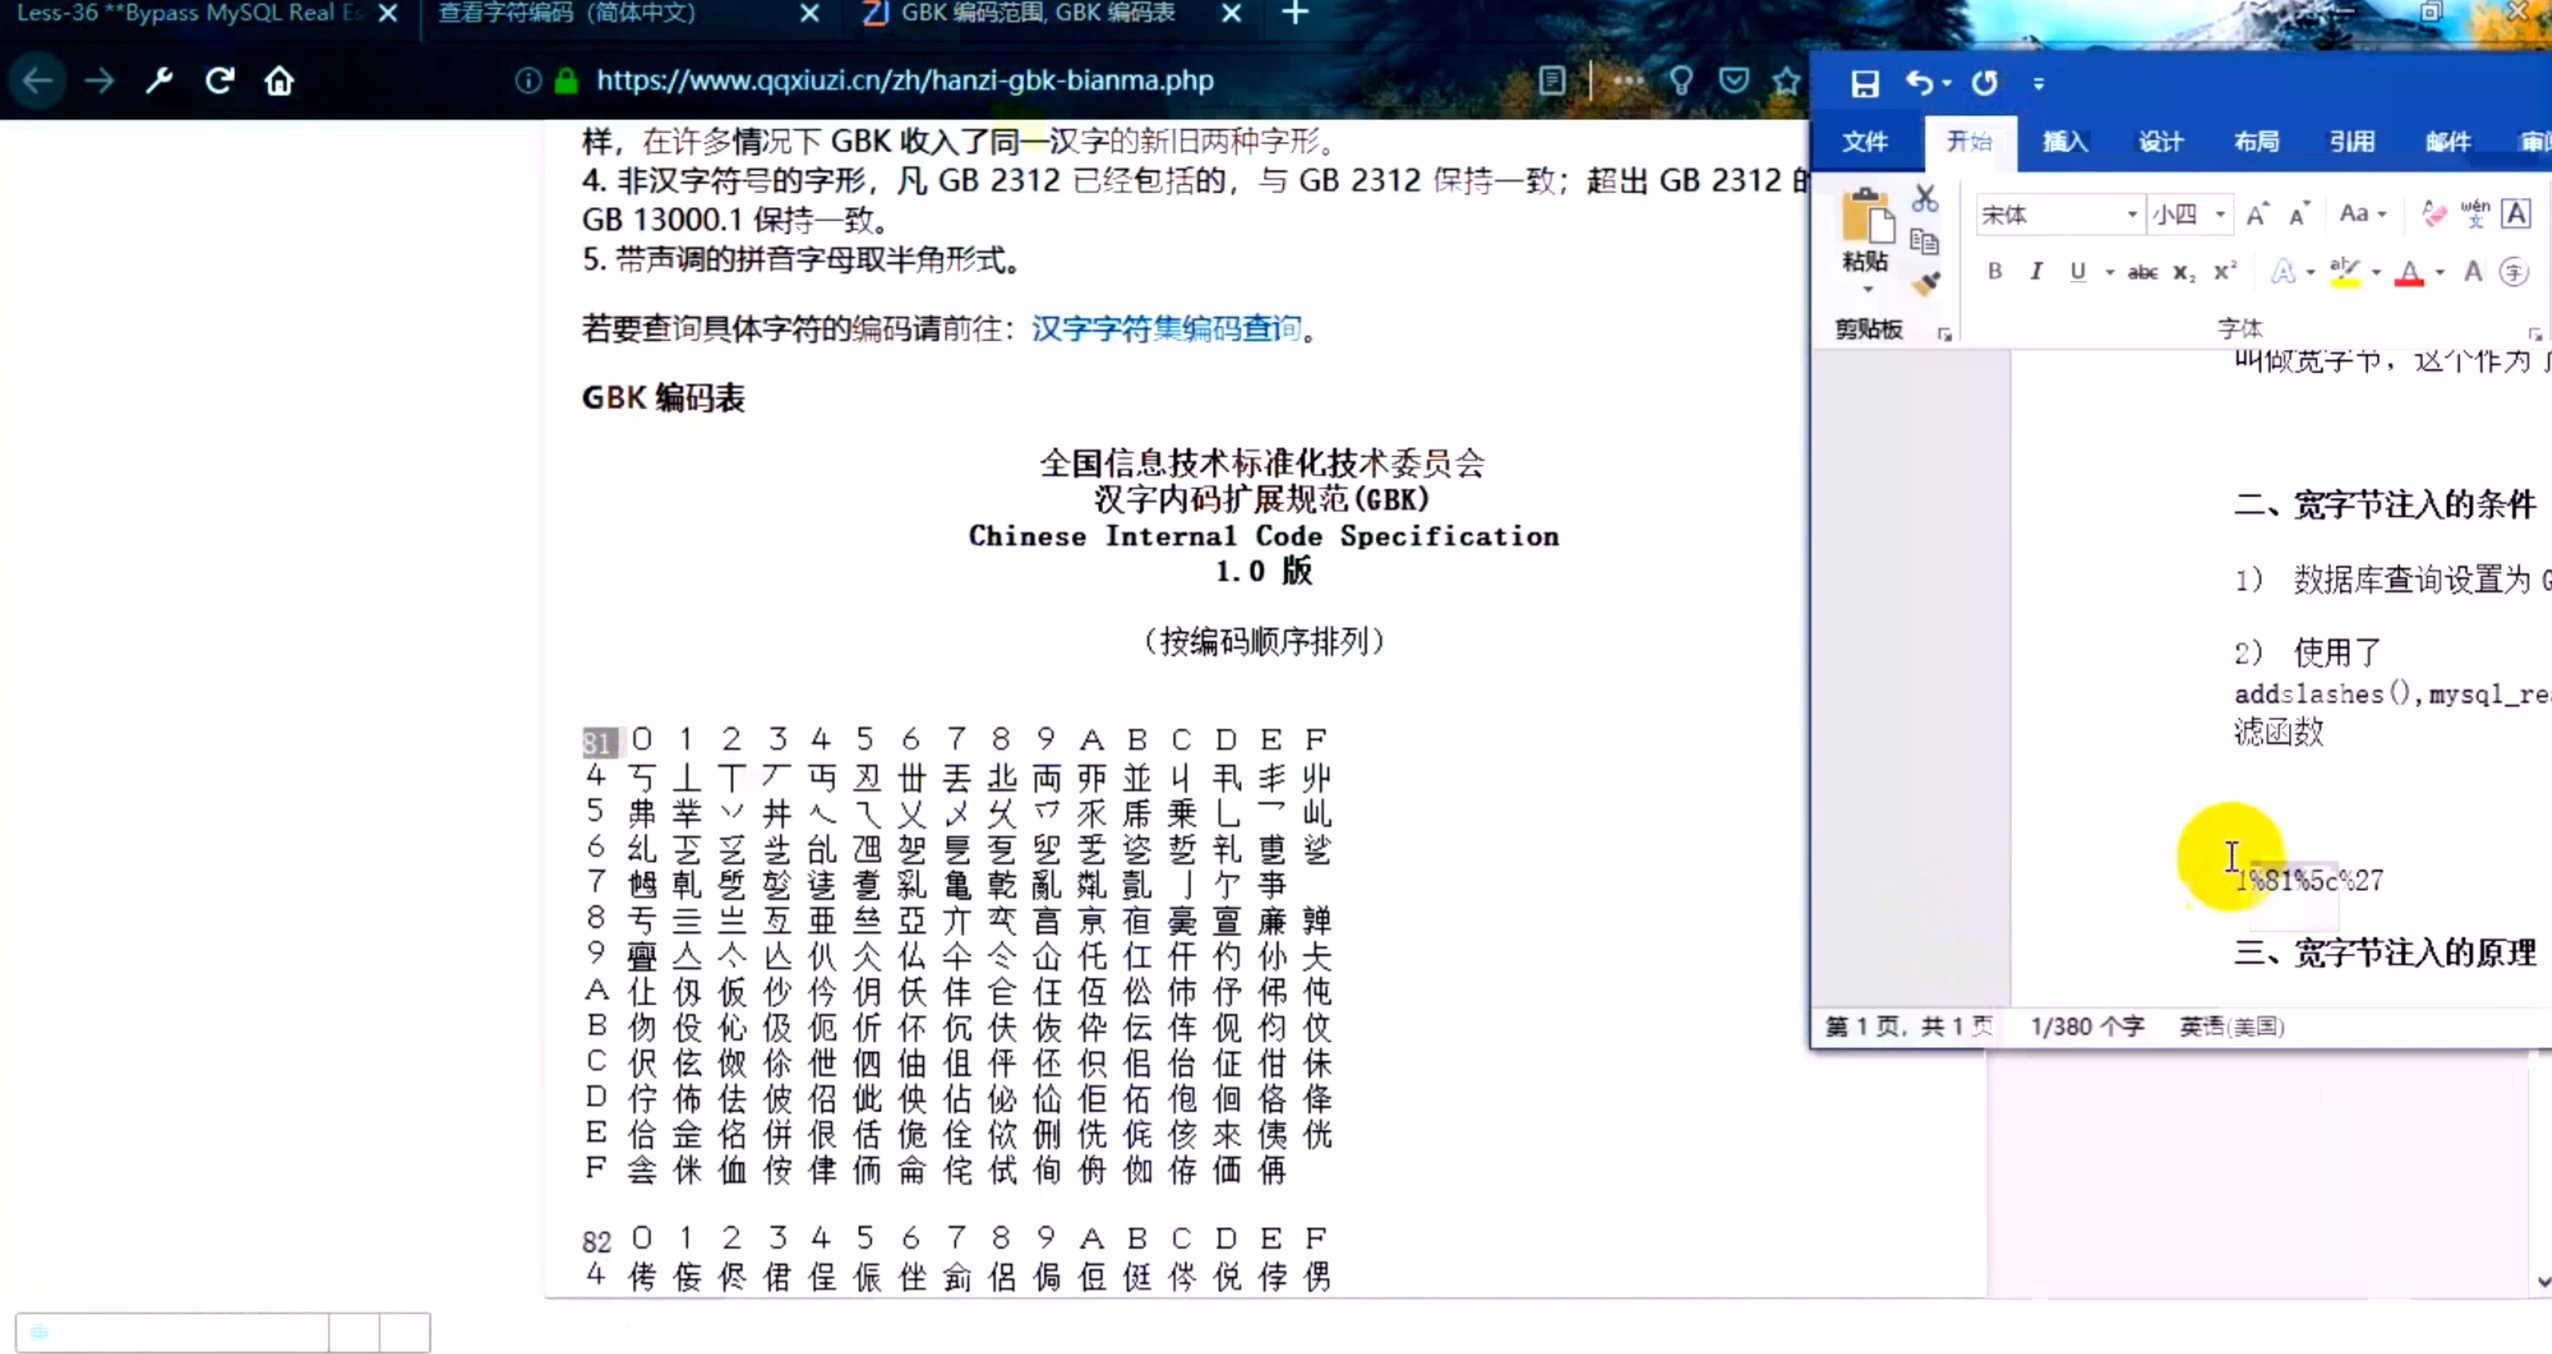 Less-36 **Bypass MySQL Real Es
查看字符编码 (简体中文)
GBK 编码范围, GBK 编码表
https://www.qqxiuzi.cn/zh/hanzi-gbk-bianma.php
样，在许多情况下 GBK 收入了同一汉字的新旧两种字形。
4. 非汉字符号的字形，凡 GB 2312 已经包括的，与 GB 2312 保持一致；超出 GB 2312 的
GB 13000.1 保持一致。
5. 带声调的拼音字母取半角形式。
若要查询具体字符的编码请前往：汉字字符集编码查询。
GBK 编码表
全国信息技术标准化技术委员会
汉字内码扩展规范(GBK)
Chinese Internal Code Specification
1.0 版
（按编码顺序排列）
81 0 1 2 3 4 5 6 7 8 9 A B C D E F
4 丂 丄 丅 丆 丏 丒 丗 丟 丠 両 丣 並 丩 丮 丯 丱
5 丳 丵 丷 丼 乀 乁 乂 乄 乆 乊 乑 乕 乗 乚 乛 乢
6 乣 乤 乥 乧 乨 乪 乫 乬 乭 乮 乯 乲 乴 乵 乶 乷
7 乸 乹 乺 乻 乼 乽 乿 亀 亁 亂 亃 亄 亅 亇 亊
8 亐 亖 亗 亙 亜 亝 亞 亣 亪 亯 亰 亱 亴 亶 亷 亸
9 亹 亼 亽 亾 仈 仌 仏 仐 仒 仚 仛 仜 仠 仢 仦 仧
A 仩 仭 仮 仯 仱 仴 仸 仹 仺 仼 仾 伀 伂 伃 伄 伅
B 伆 伇 伈 伋 伌 伒 伓 伔 伕 伖 伜 伝 伡 伣 伨 伩
C 伬 伭 伮 伱 伳 伵 伷 伹 伻 伾 伿 佀 佁 佂 佄 佅
D 佇 佈 佉 佊 佋 佌 佒 佔 佖 佡 佢 佦 佨 佪 佫 佭
E 佮 佱 佲 併 佷 佸 佹 佺 佽 侀 侁 侂 侅 來 侇 侊
F 侌 侎 侐 侒 侓 侕 侖 侘 侙 侚 侜 侞 侟 価 侢
82 0 1 2 3 4 5 6 7 8 9 A B C D E F
4 侤 侫 侭 侰 侱 侲 侳 侴 侶 侷 侸 侹 侺 侻 侼 侽
文件 开始 插入 设计 布局 引用 邮件 审阅
宋体 小四
粘贴
剪贴板 字体
叫做宽字节，这个作为了
二、宽字节注入的条件
1） 数据库查询设置为 G
2） 使用了
addslashes(),mysql_rea
滤函数
1%81%5c%27
三、宽字节注入的原理
第 1 页，共 1 页 1/380 个字 英语(美国)